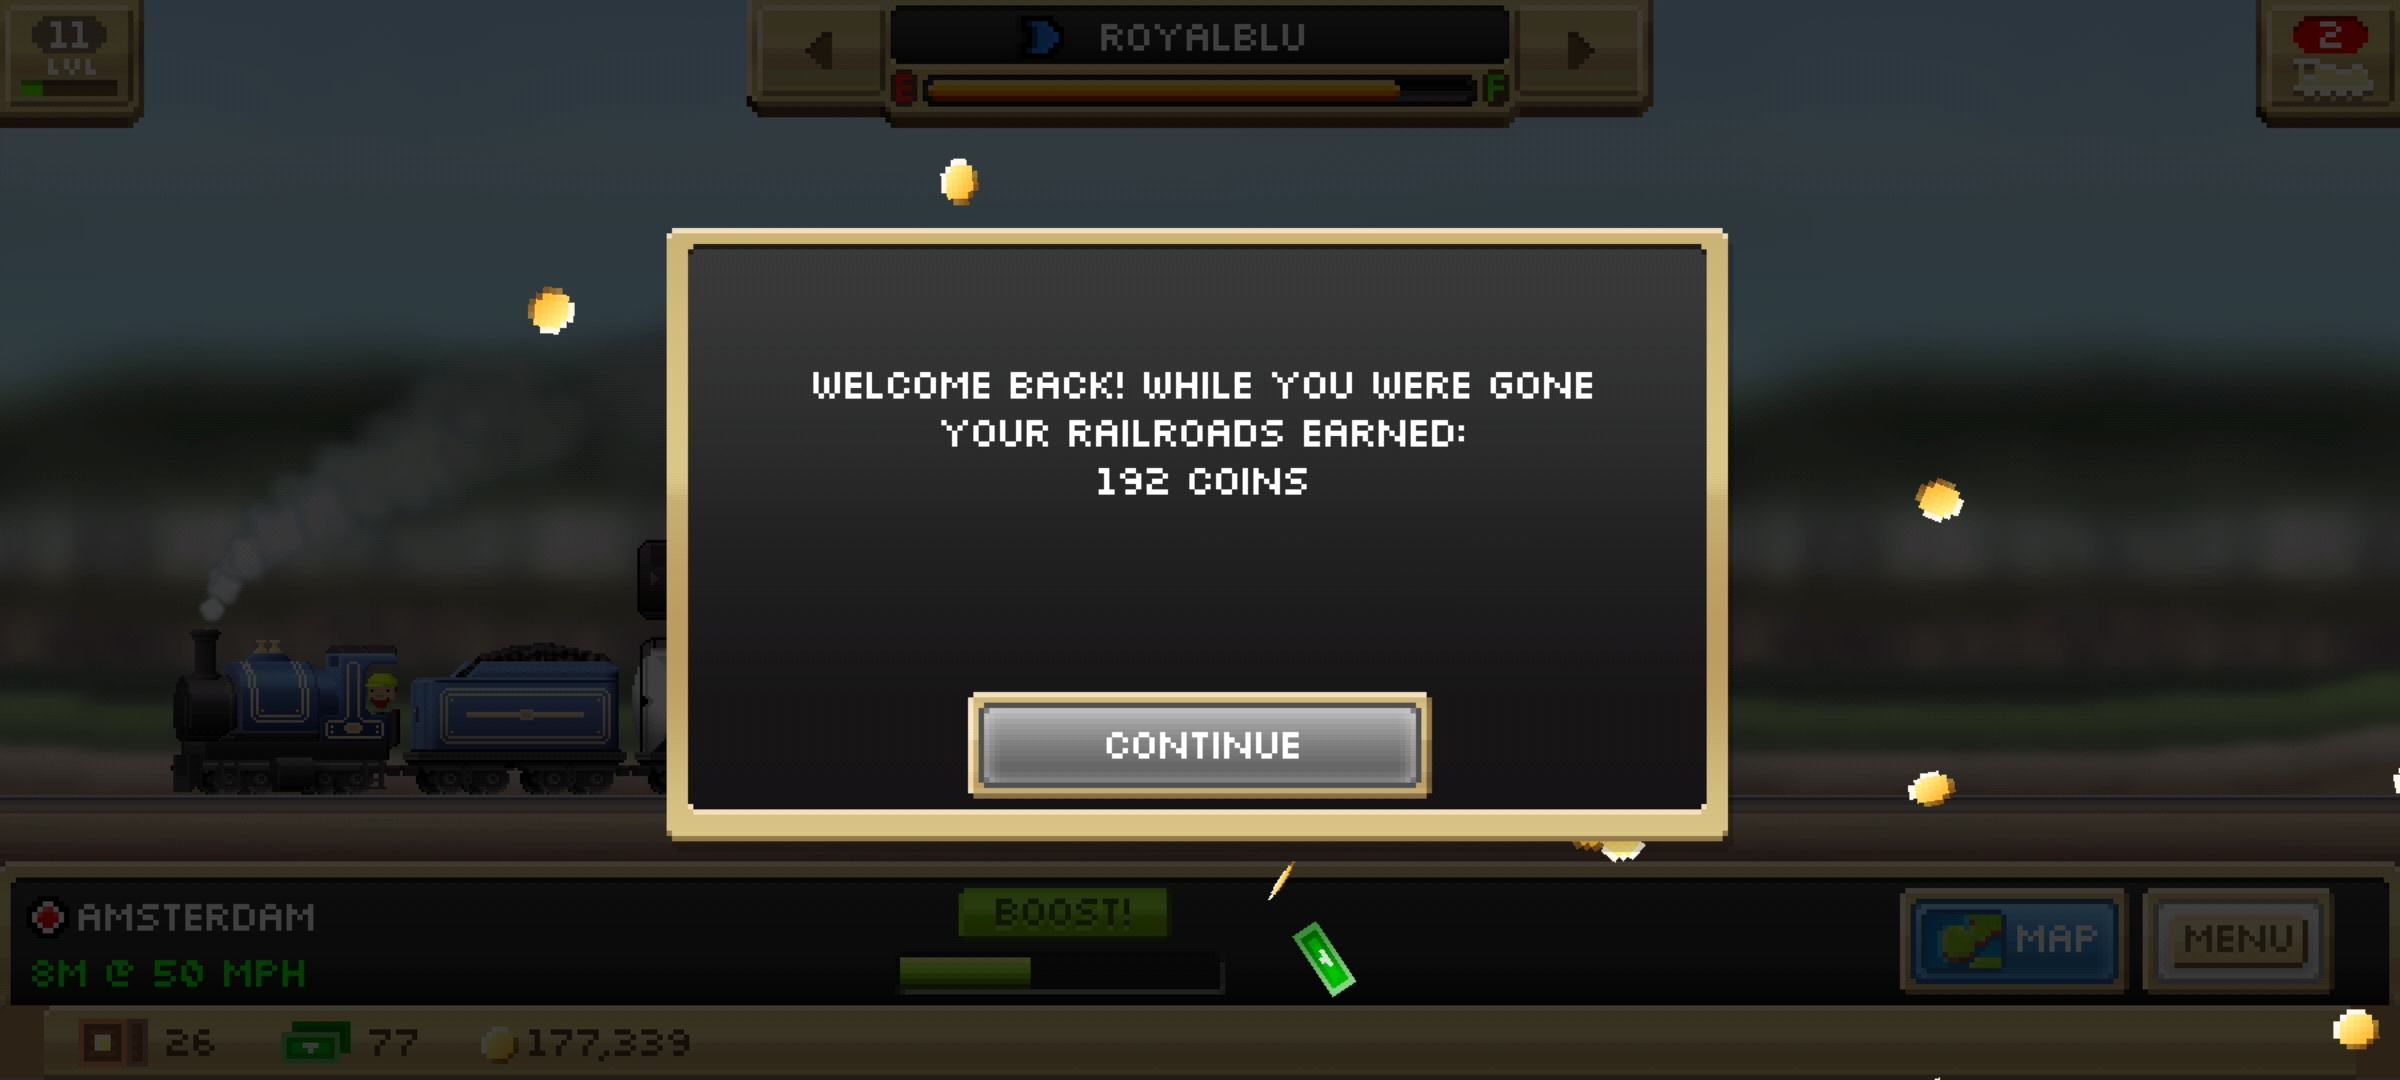 11
LVL
ROYALBLU
E F
2
WELCOME BACK! WHILE YOU WERE GONE
YOUR RAILROADS EARNED:
192 COINS
CONTINUE
AMSTERDAM
8M @ 50 MPH
BOOST!
MAP
MENU
26 77 177,339